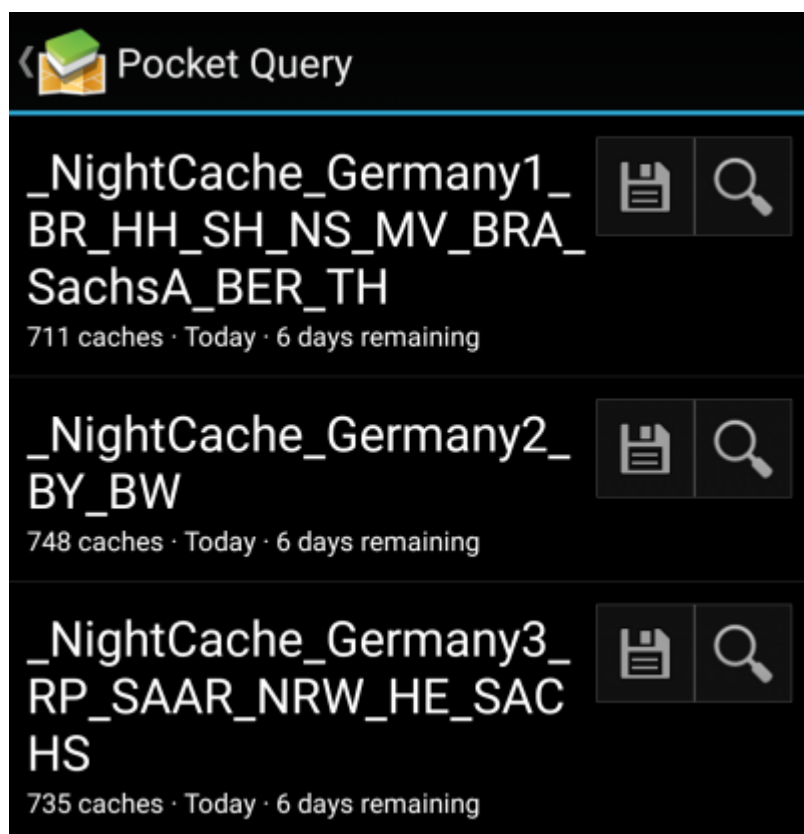 Pocket Query
_NightCache_Germany1_
BR_HH_SH_NS_MV_BRA_
SachsA_BER_TH
711 caches · Today · 6 days remaining
_NightCache_Germany2_
BY_BW
748 caches · Today · 6 days remaining
_NightCache_Germany3_
RP_SAAR_NRW_HE_SAC
HS
735 caches · Today · 6 days remaining